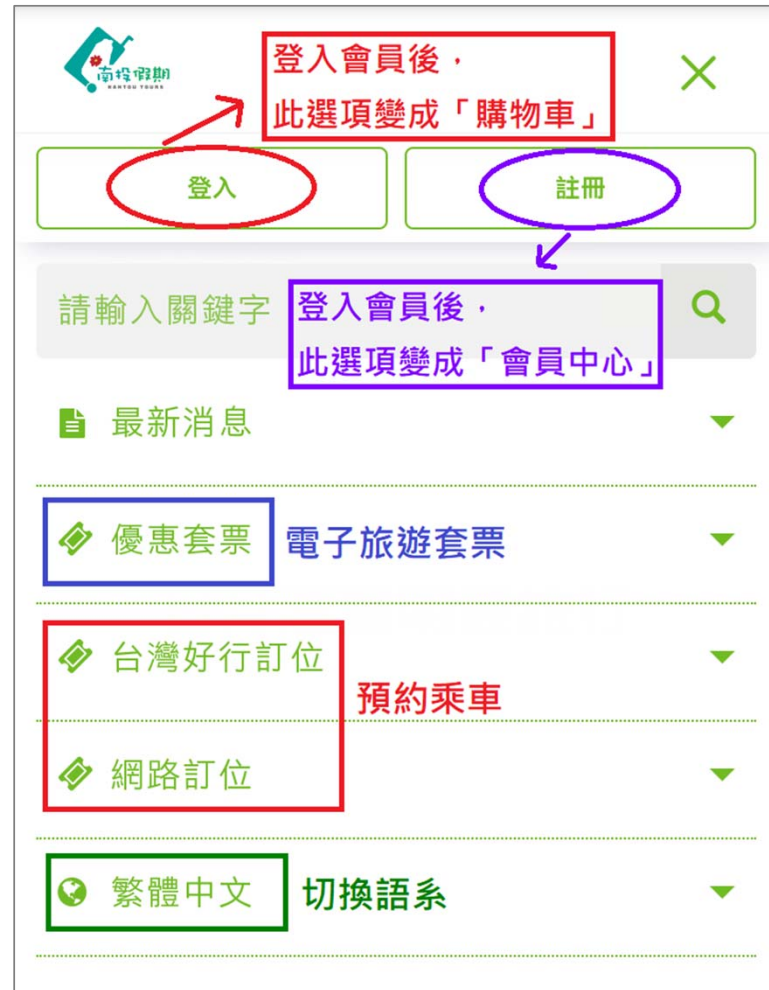 南投假期
NANTOU TOURS
登入會員後，
此選項變成「購物車」
登入
註冊
請輸入關鍵字
登入會員後，
此選項變成「會員中心」
最新消息
優惠套票
電子旅遊套票
台灣好行訂位
預約乘車
網路訂位
繁體中文
切換語系